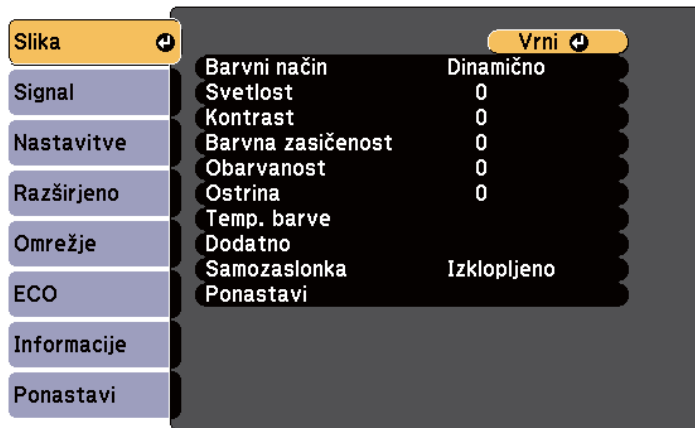 Slika
Signal
Nastavitve
Razširjeno
Omrežje
ECO
Informacije
Ponastavi
Vrni
Barvni način Dinamično
Svetlost 0
Kontrast 0
Barvna zasičenost 0
Obarvanost 0
Ostrina 0
Temp. barve
Dodatno
Samozaslonka Izklopljeno
Ponastavi